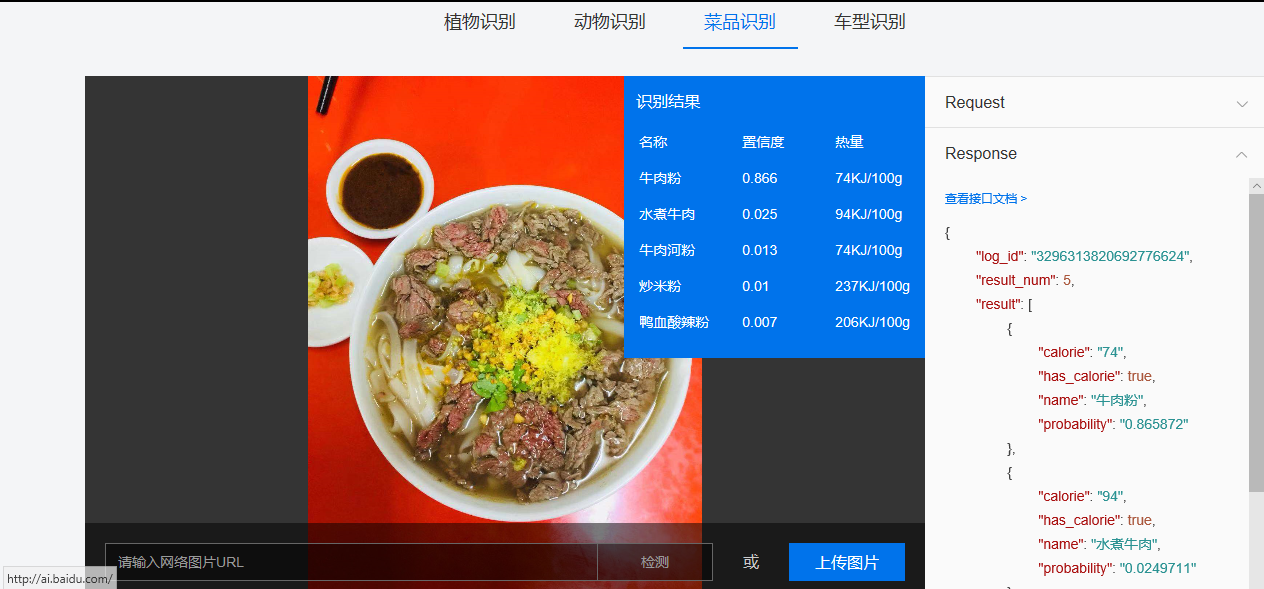 植物识别 动物识别 菜品识别 车型识别
识别结果
名称 置信度 热量
牛肉粉 0.866 74KJ/100g
水煮牛肉 0.025 94KJ/100g
牛肉河粉 0.013 74KJ/100g
炒米粉 0.01 237KJ/100g
鸭血酸辣粉 0.007 206KJ/100g
请输入网络图片URL 检测 或 上传图片
http://ai.baidu.com/
Request
Response
查看接口文档 >
{
"log_id": "3296313820692776624",
"result_num": 5,
"result": [
{
"calorie": "74",
"has_calorie": true,
"name": "牛肉粉",
"probability": "0.865872"
},
{
"calorie": "94",
"has_calorie": true,
"name": "水煮牛肉",
"probability": "0.0249711"